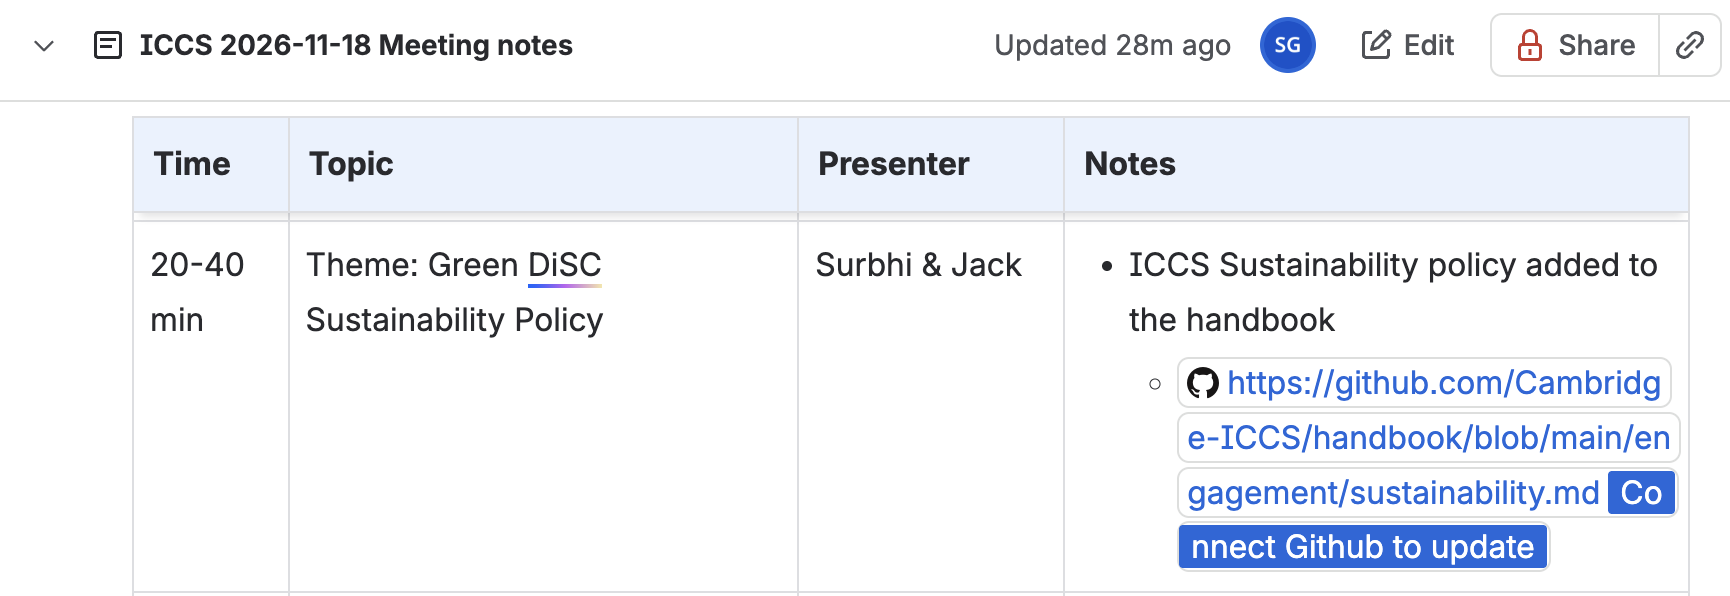 ICCS 2026-11-18 Meeting notes
Updated 28m ago
SG
Edit
Share
Time
Topic
Presenter
Notes
20-40
min
Theme: Green DiSC
Sustainability Policy
Surbhi & Jack
• ICCS Sustainability policy added to
the handbook
○ https://github.com/Cambridg
e-ICCS/handbook/blob/main/en
gagement/sustainability.md Co
nnect Github to update